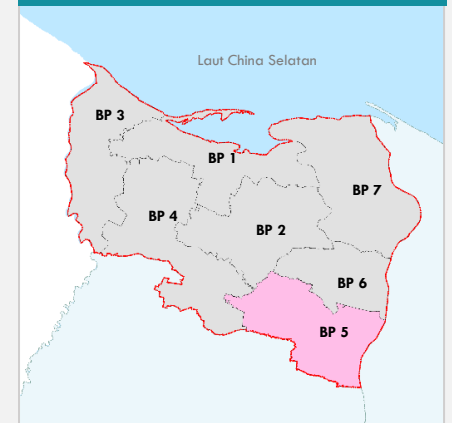 Laut China Selatan
BP 3
BP 1
BP 7
BP 4
BP 2
BP 6
BP 5